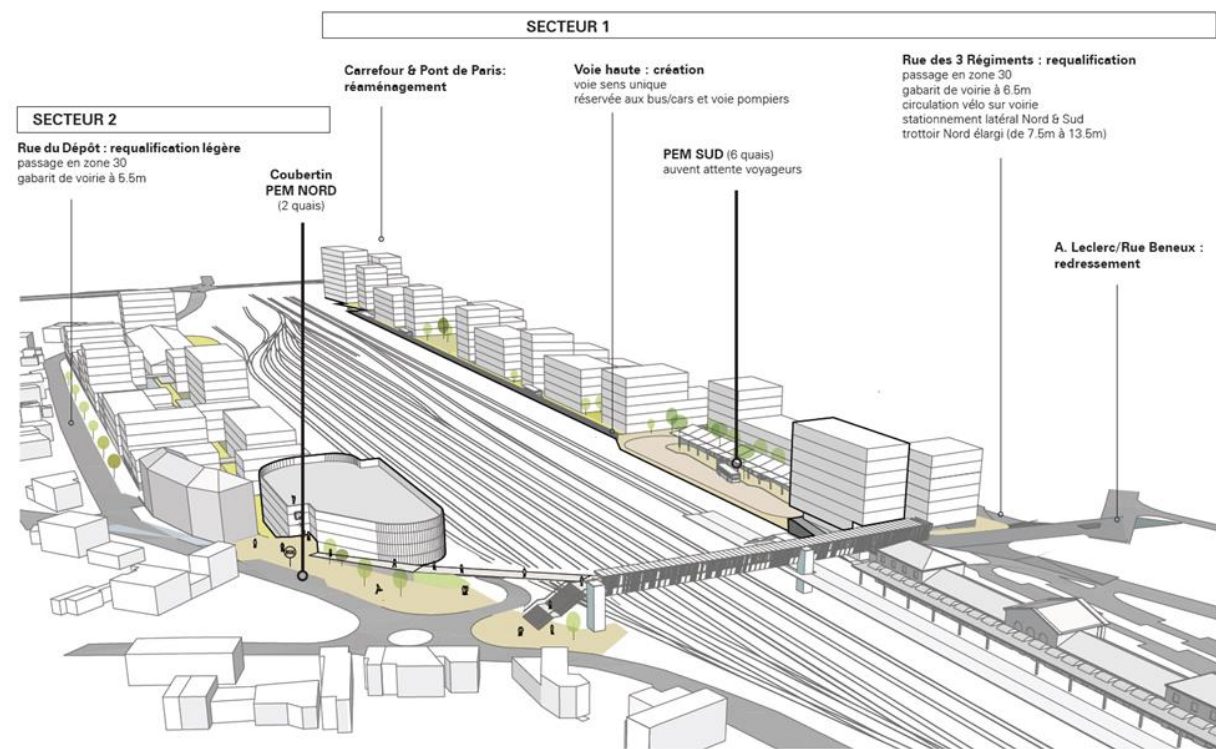 SECTEUR 1
Carrefour & Pont de Paris:
réaménagement
Voie haute : création
voie sens unique
réservée aux bus/cars et voie pompiers
Rue des 3 Régiments : requalification
passage en zone 30
gabarit de voirie à 6.5m
circulation vélo sur voirie
stationnement latéral Nord & Sud
trottoir Nord élargi (de 7.5m à 13.5m)
SECTEUR 2
Rue du Dépôt : requalification légère
passage en zone 30
gabarit de voirie à 5.5m
Coubertin
PEM NORD
(2 quais)
PEM SUD (6 quais)
auvent attente voyageurs
A. Leclerc/Rue Beneux :
redressement